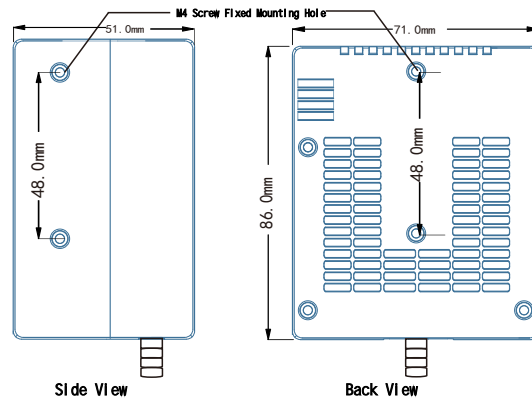 M4 Screw Fixed Mounting Hole
51.0mm
71.0mm
48.0mm
86.0mm
48.0mm
Side View
Back View